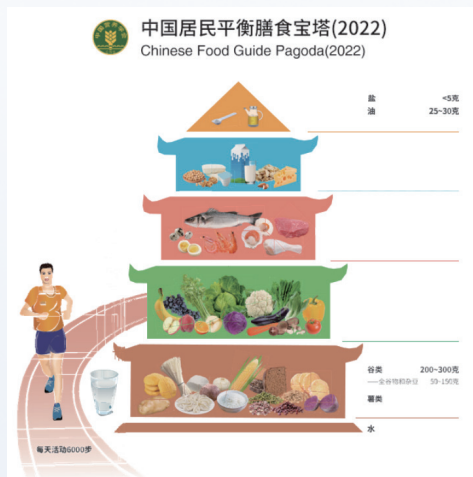 中国居民平衡膳食宝塔(2022)
Chinese Food Guide Pagoda(2022)
盐 <5克
油 25~30克
谷类 200~300克
——全谷物和杂豆 50~150克
薯类
水
每天活动6000步